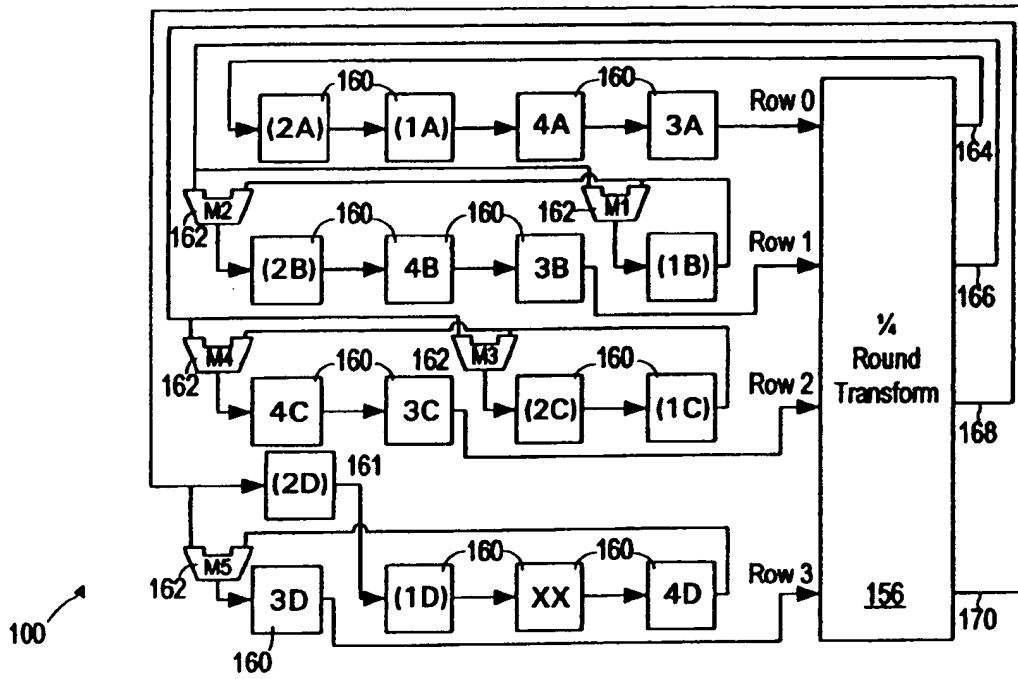 160 160 Row 0
(2A) (1A) 4A 3A
164
M2 162 M1
162 160 160 Row 1
(2B) 4B 3B (1B)
166
¼
Round
Transform
M4 M3
162 160 162 160 Row 2
4C 3C (2C) (1C)
168
(2D) 161
M5 160 160 Row 3
162
3D (1D) XX 4D 156
170
100
160